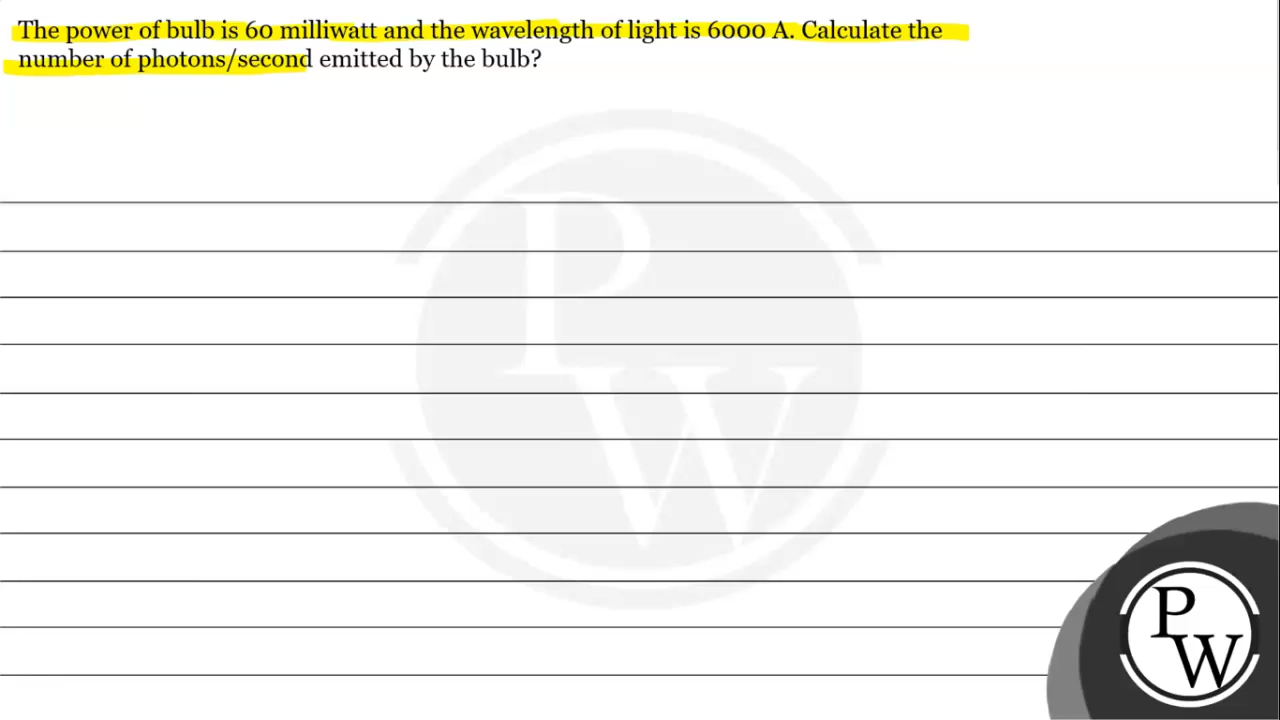 The power of bulb is 60 milliwatt and the wavelength of light is 6000 A. Calculate the
number of photons/second emitted by the bulb?
P
W
P
W